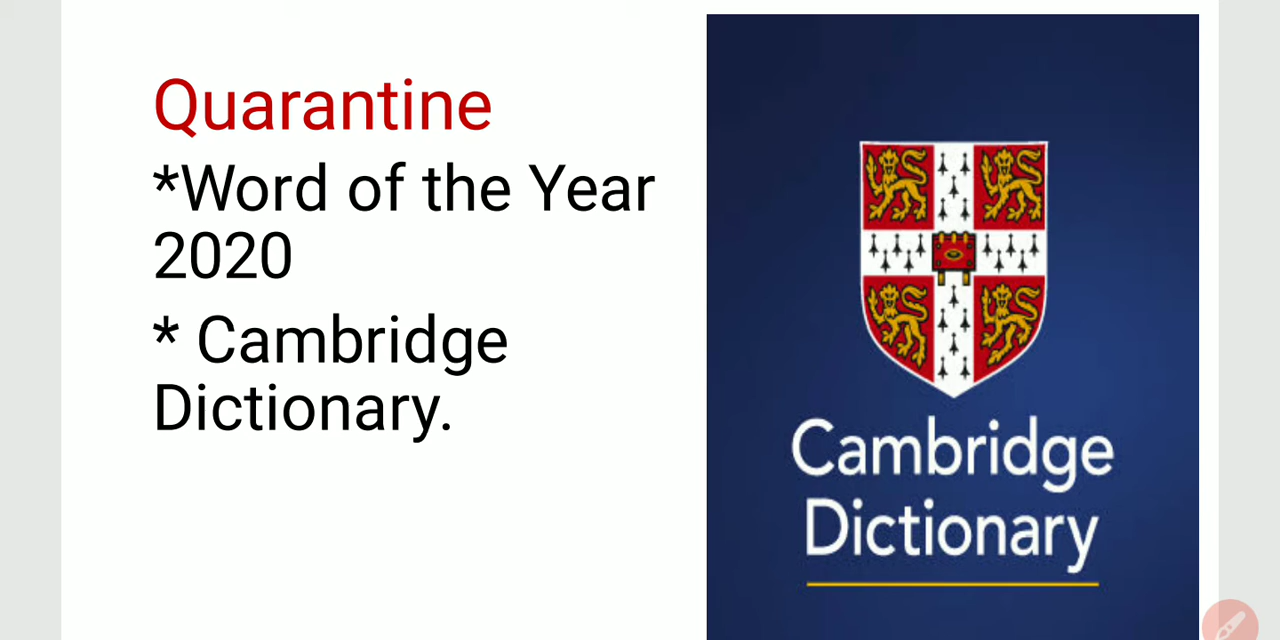 Quarantine
*Word of the Year
2020
* Cambridge
Dictionary.
Cambridge
Dictionary